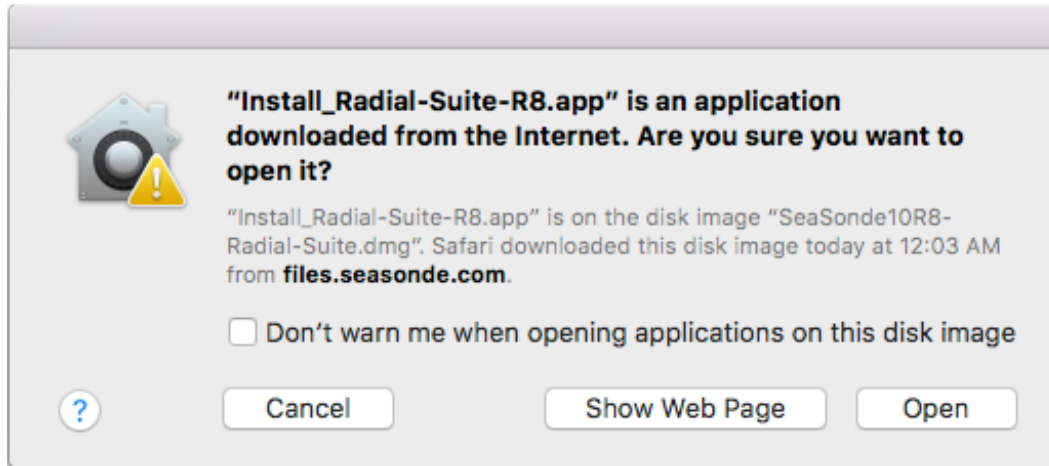 “Install_Radial-Suite-R8.app” is an application
downloaded from the Internet. Are you sure you want to
open it?
“Install_Radial-Suite-R8.app” is on the disk image “SeaSonde10R8-
Radial-Suite.dmg”. Safari downloaded this disk image today at 12:03 AM
from files.seasonde.com.
Don’t warn me when opening applications on this disk image
? Cancel Show Web Page Open